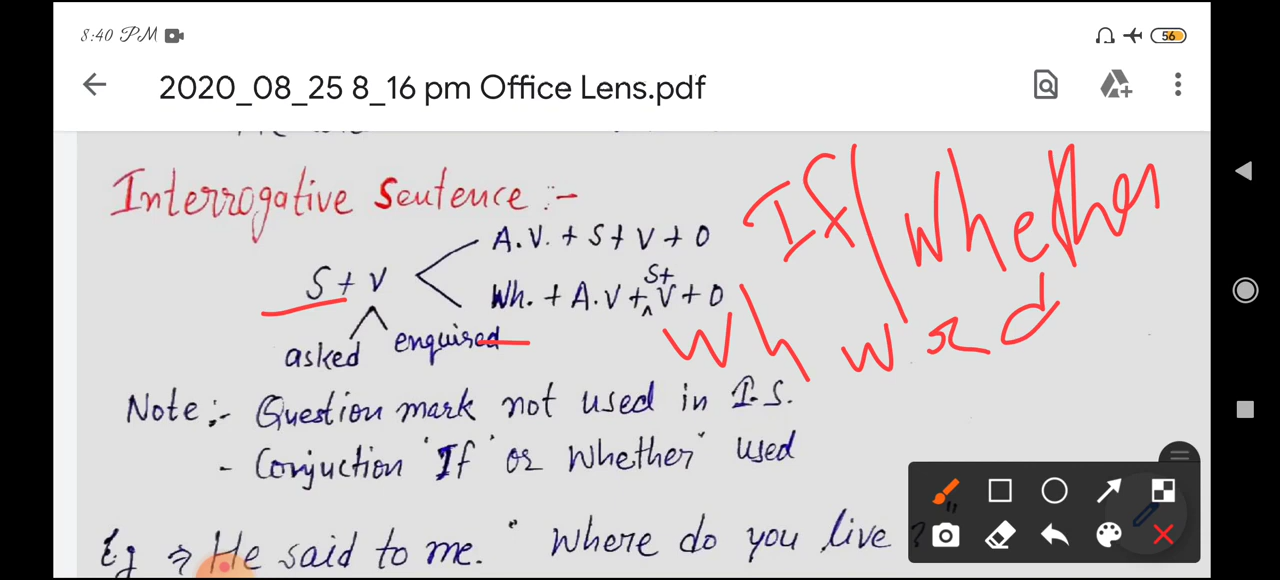 8:40 PM
56
2020_08_25 8_16 pm Office Lens.pdf
Interrogative Sentence :-
If/Whether
A.V. + S + V + O
S + V
S+
Wh. + A.V + V + O
Wh word
asked enquired
Note :- Question mark not used in I.S.
- Conjuction 'If' or Whether" used
Eg → He said to me. " Where do you live ?